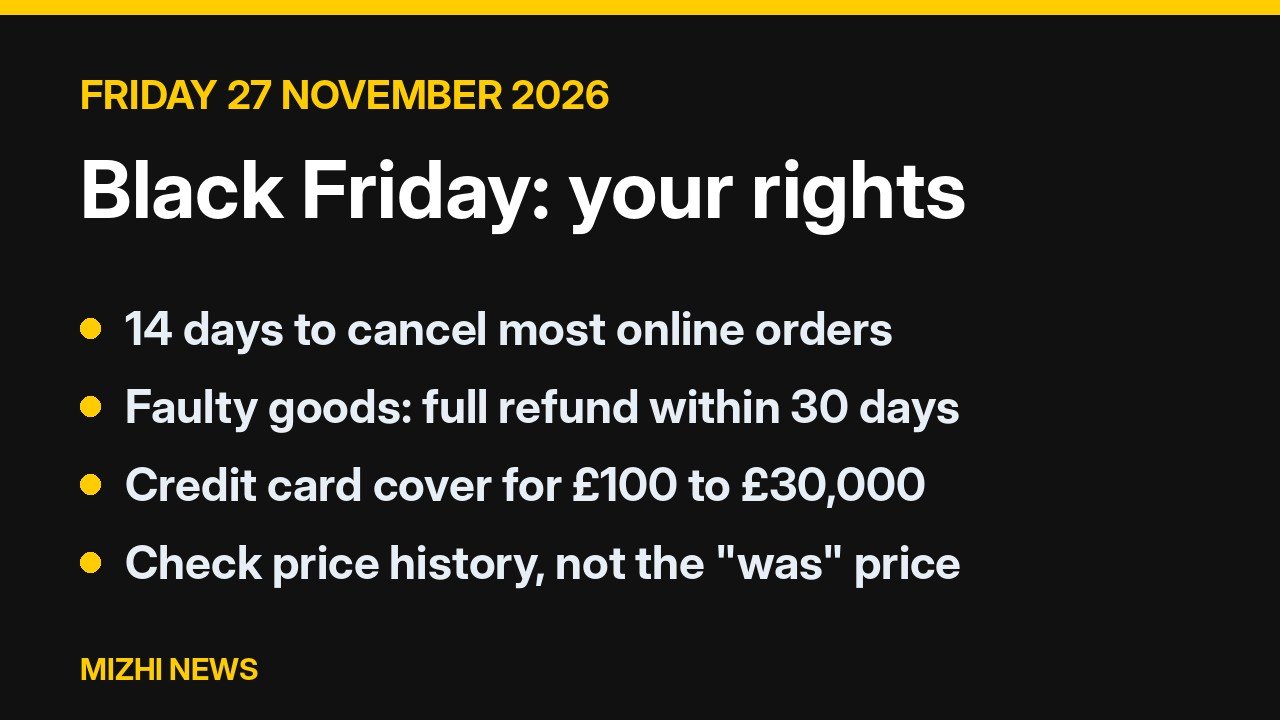 FRIDAY 27 NOVEMBER 2026
Black Friday: your rights
14 days to cancel most online orders
Faulty goods: full refund within 30 days
Credit card cover for £100 to £30,000
Check price history, not the "was" price
MIZHI NEWS